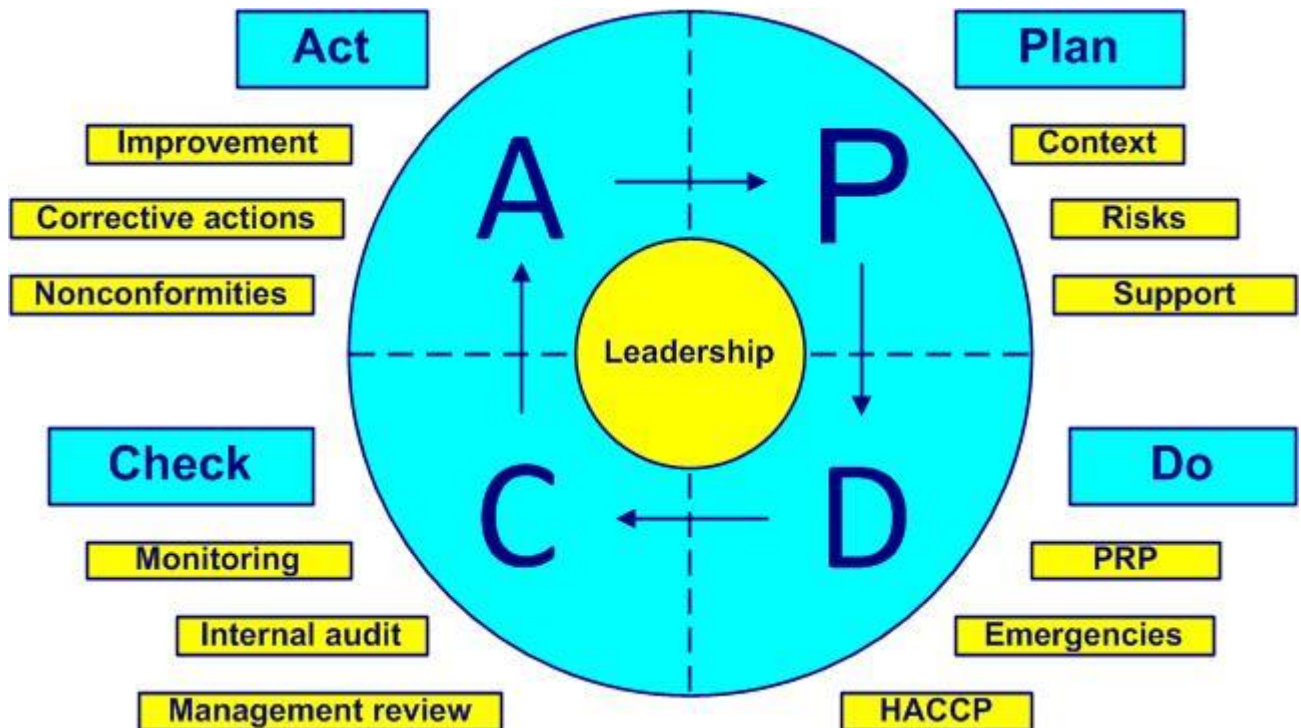 Act
Plan
Improvement
Context
Corrective actions
Risks
Nonconformities
Support
A
P
Leadership
C
D
Check
Do
Monitoring
PRP
Internal audit
Emergencies
Management review
HACCP